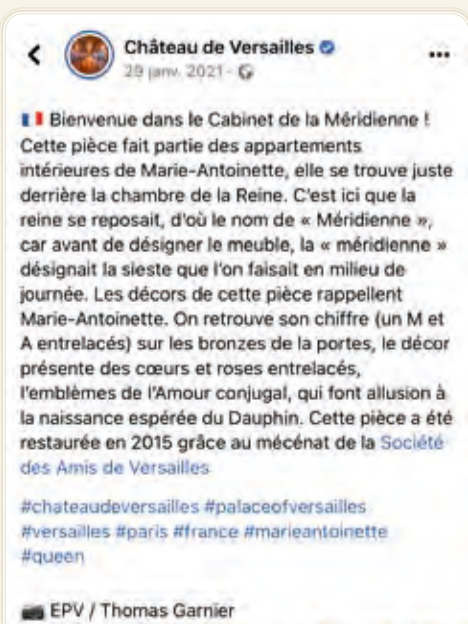 Château de Versailles
29 janv. 2021 ·
🇫🇷 Bienvenue dans le Cabinet de la Méridienne !
Cette pièce fait partie des appartements
intérieures de Marie-Antoinette, elle se trouve juste
derrière la chambre de la Reine. C'est ici que la
reine se reposait, d'où le nom de « Méridienne »,
car avant de désigner le meuble, la « méridienne »
désignait la sieste que l'on faisait en milieu de
journée. Les décors de cette pièce rappellent
Marie-Antoinette. On retrouve son chiffre (un M et
A entrelacés) sur les bronzes de la portes, le décor
présente des cœurs et roses entrelacés,
l'emblèmes de l'Amour conjugal, qui font allusion à
la naissance espérée du Dauphin. Cette pièce a été
restaurée en 2015 grâce au mécénat de la Société
des Amis de Versailles
#chateaudeversailles #palaceofversailles
#versailles #paris #france #marieantoinette
#queen
📷 EPV / Thomas Garnier